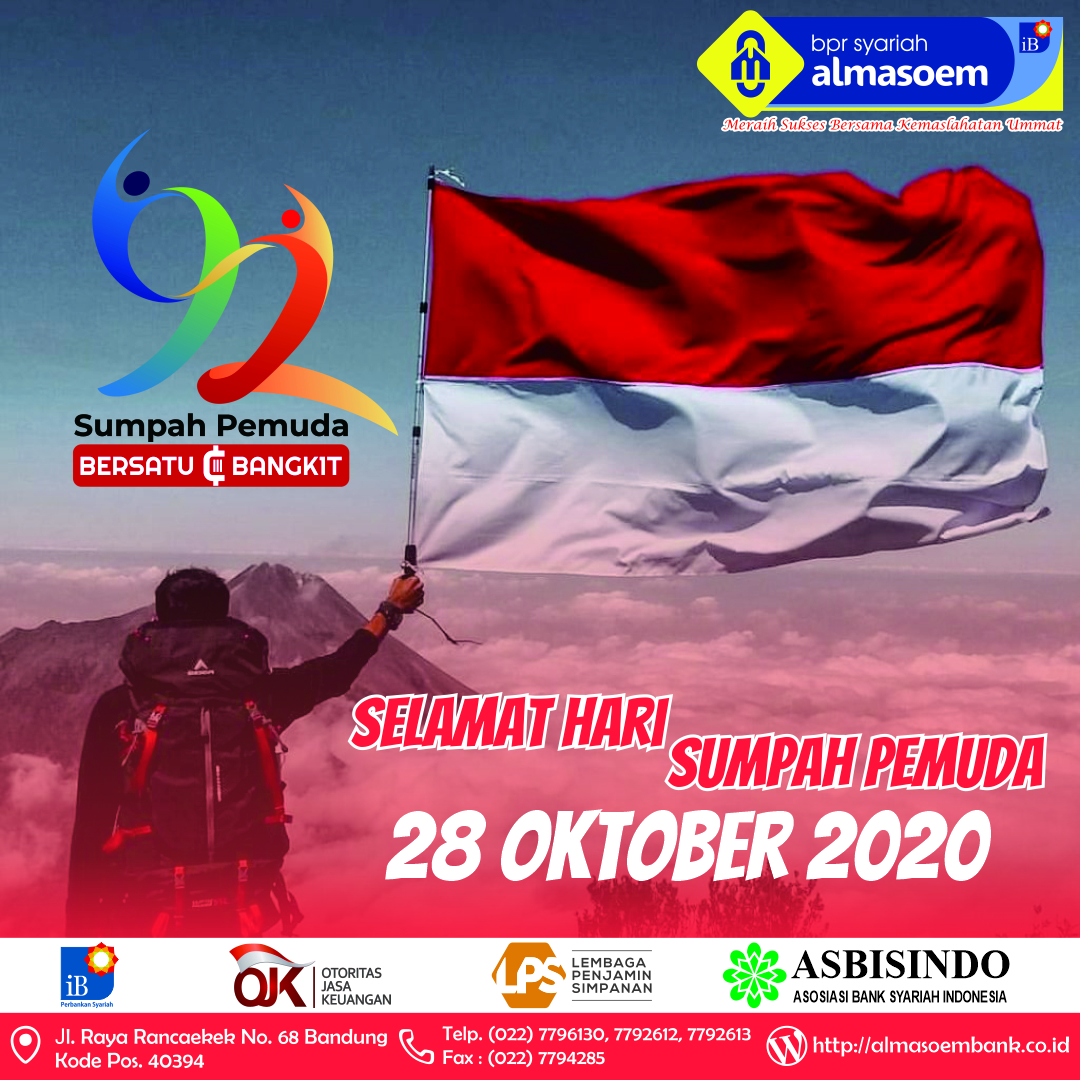 bpr syariah
almasoem
iB
Meraih Sukses Bersama Kemaslahatan Ummat
92
Sumpah Pemuda
BERSATU & BANGKIT
SELAMAT HARI
SUMPAH PEMUDA
28 OKTOBER 2020
iB
Perbankan Syariah
OJK
OTORITAS
JASA
KEUANGAN
LPS
LEMBAGA
PENJAMIN
SIMPANAN
ASBISINDO
ASOSIASI BANK SYARIAH INDONESIA
Jl. Raya Rancaekek No. 68 Bandung
Kode Pos. 40394
Telp. (022) 7796130, 7792612, 7792613
Fax : (022) 7794285
http://almasoembank.co.id